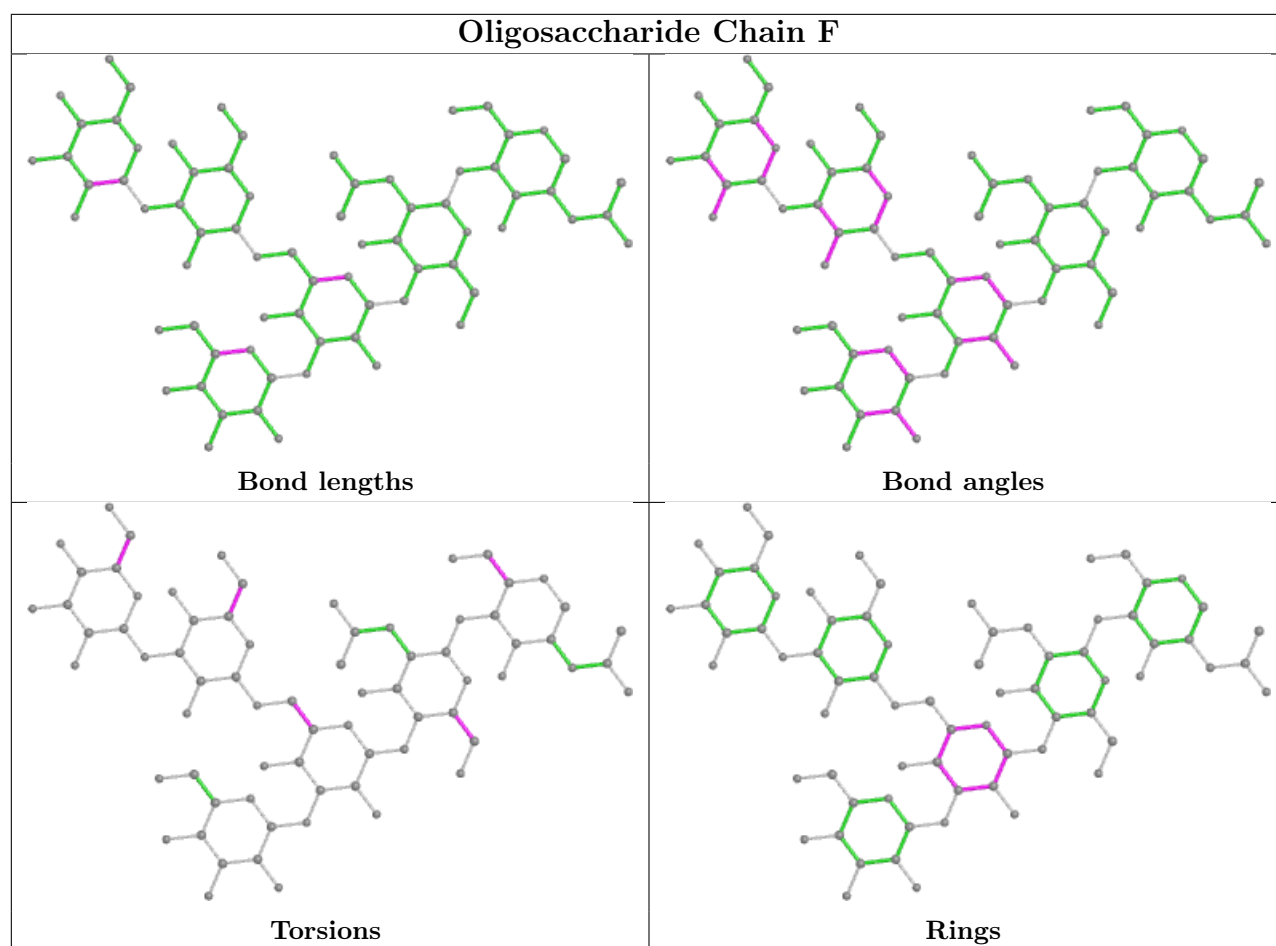 Oligosaccharide Chain F
Bond lengths
Bond angles
Torsions
Rings